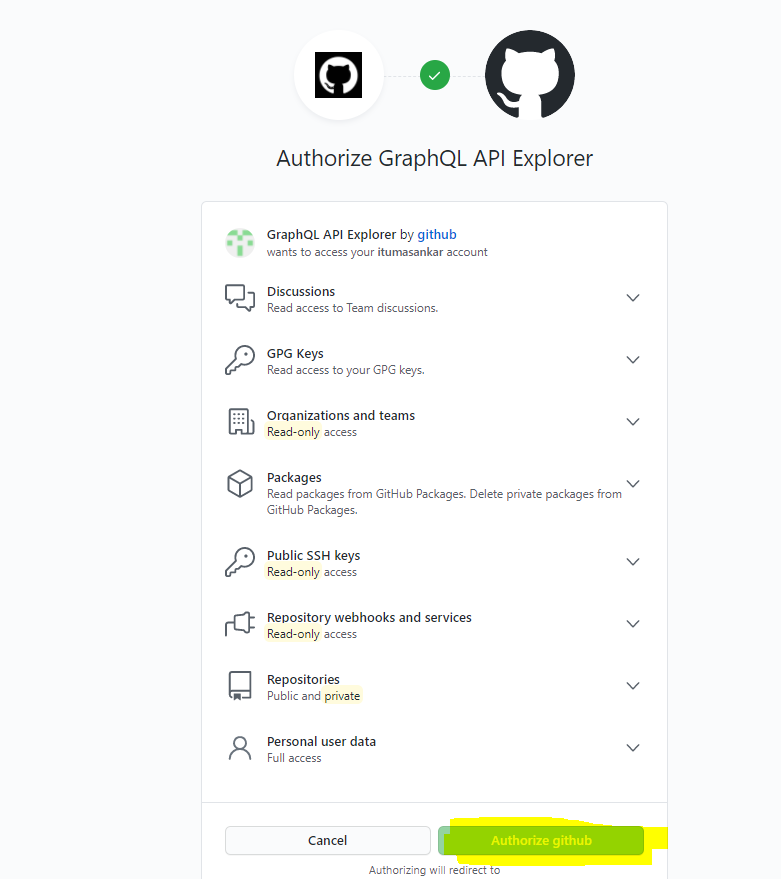 Authorize GraphQL API Explorer
GraphQL API Explorer by github
wants to access your itumasankar account
Discussions
Read access to Team discussions.
GPG Keys
Read access to your GPG keys.
Organizations and teams
Read-only access
Packages
Read packages from GitHub Packages. Delete private packages from
GitHub Packages.
Public SSH keys
Read-only access
Repository webhooks and services
Read-only access
Repositories
Public and private
Personal user data
Full access
Cancel
Authorize github
Authorizing will redirect to